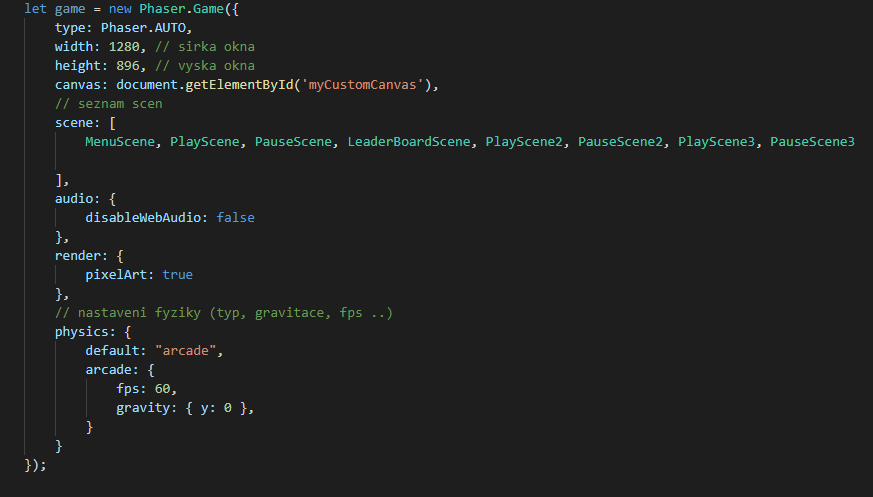 let game = new Phaser.Game({
    type: Phaser.AUTO,
    width: 1280, // sirka okna
    height: 896, // vyska okna
    canvas: document.getElementById('myCustomCanvas'),
    // seznam scen
    scene: [
        MenuScene, PlayScene, PauseScene, LeaderBoardScene, PlayScene2, PauseScene2, PlayScene3, PauseScene3
    ],
    audio: {
        disableWebAudio: false
    },
    render: {
        pixelArt: true
    },
    // nastaveni fyziky (typ, gravitace, fps ..)
    physics: {
        default: "arcade",
        arcade: {
            fps: 60,
            gravity: { y: 0 },
        }
    }
});